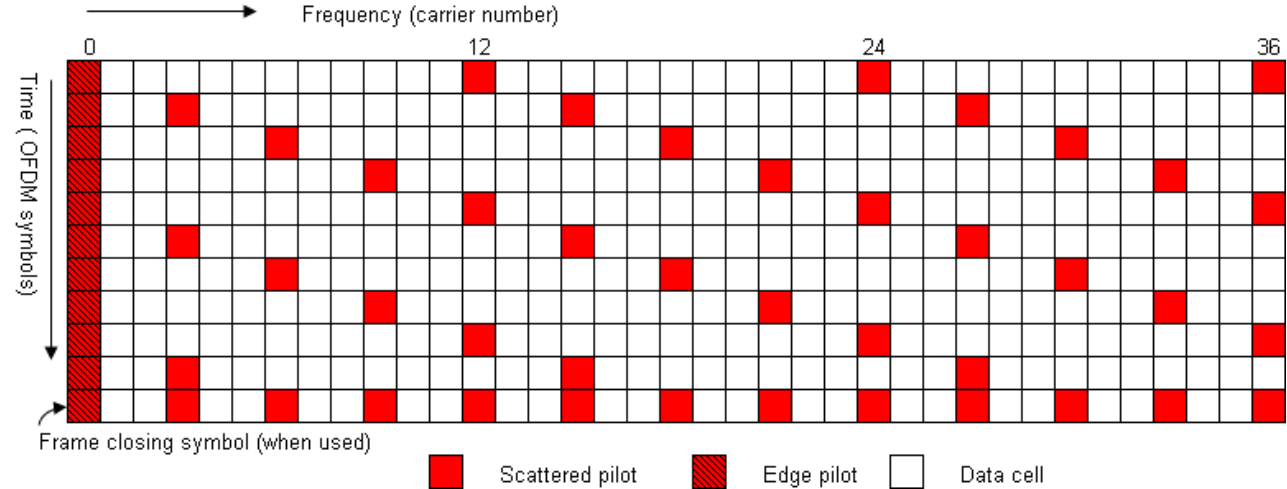 Frequency (carrier number)
0 12 24 36
Time ( OFDM symbols)
Frame closing symbol (when used)
Scattered pilot Edge pilot Data cell